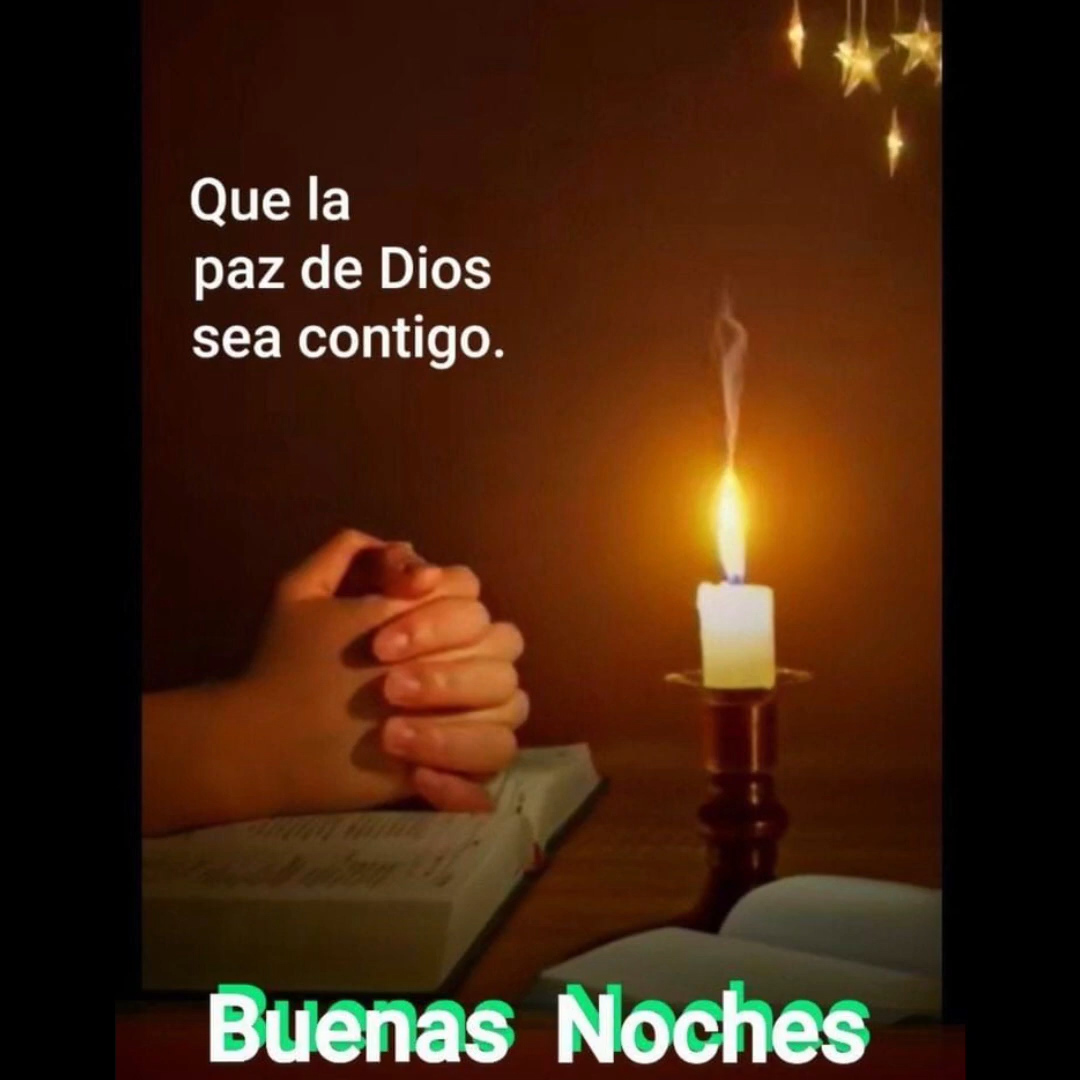 Que la
paz de Dios
sea contigo.
Buenas Noches